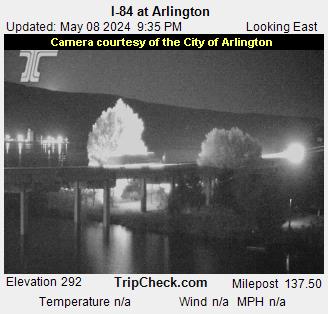 I-84 at Arlington
Updated: May 08 2024 9:35 PM Looking East
Camera courtesy of the City of Arlington
Elevation 292 TripCheck.com Milepost 137.50
Temperature n/a Wind n/a MPH n/a